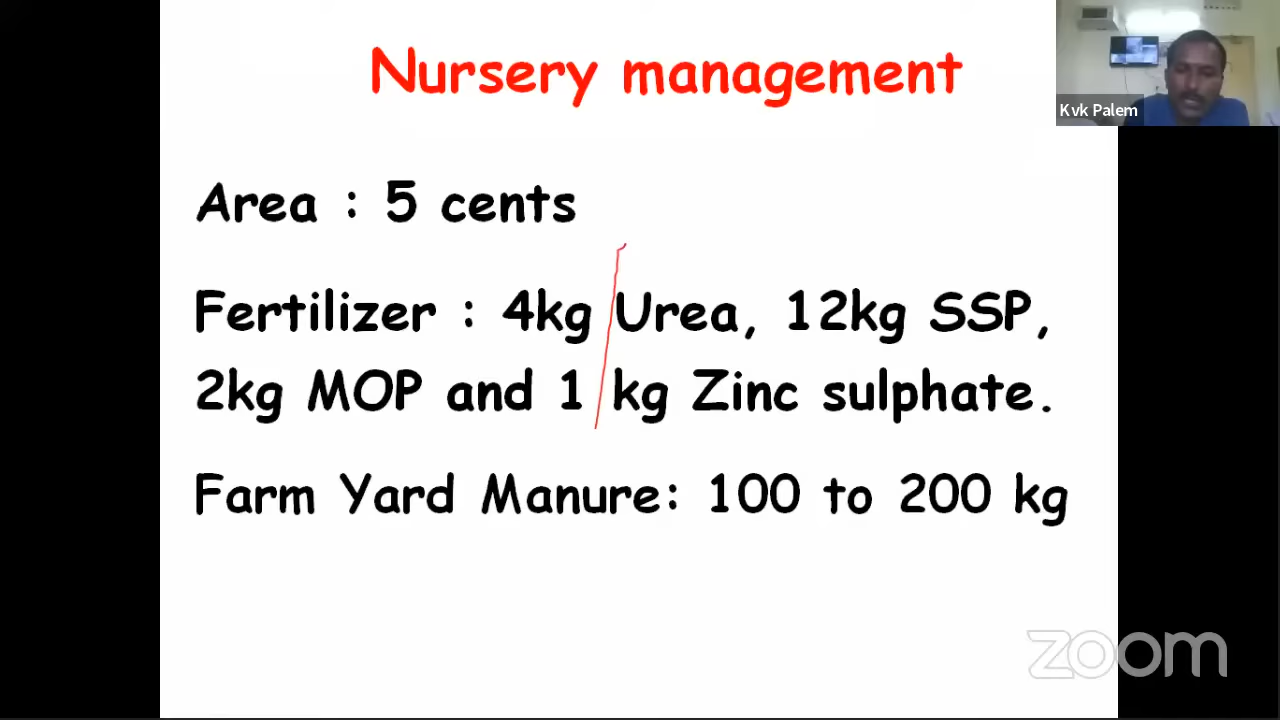 Nursery management
Kvk Palem
Area : 5 cents
Fertilizer : 4kg Urea, 12kg SSP,
2kg MOP and 1 kg Zinc sulphate.
Farm Yard Manure: 100 to 200 kg
zoom